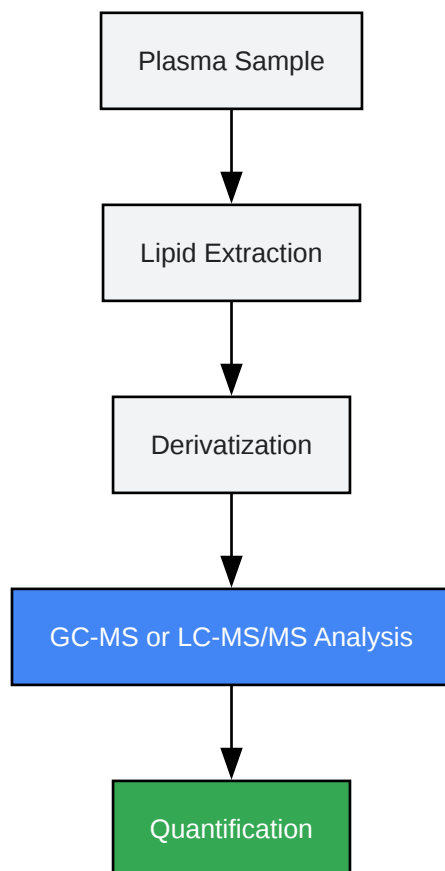 Plasma Sample
Lipid Extraction
Derivatization
GC-MS or LC-MS/MS Analysis
Quantification